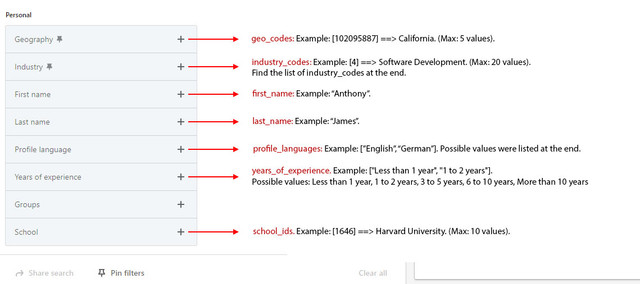 Personal
Geography +
geo_codes: Example: [102095887] ==> California. (Max: 5 values).
Industry +
industry_codes: Example: [4] ==> Software Development. (Max: 20 values).
Find the list of industry_codes at the end.
First name +
first_name: Example: “Anthony”.
Last name +
last_name: Example: “James”.
Profile language +
profile_languages: Example: ["English", "German"]. Possible values were listed at the end.
Years of experience +
years_of_experience. Example: ["Less than 1 year", "1 to 2 years"].
Possible values: Less than 1 year, 1 to 2 years, 3 to 5 years, 6 to 10 years, More than 10 years
Groups +
School +
school_ids. Example: [1646] ==> Harvard University. (Max: 10 values).
Share search Pin filters Clear all